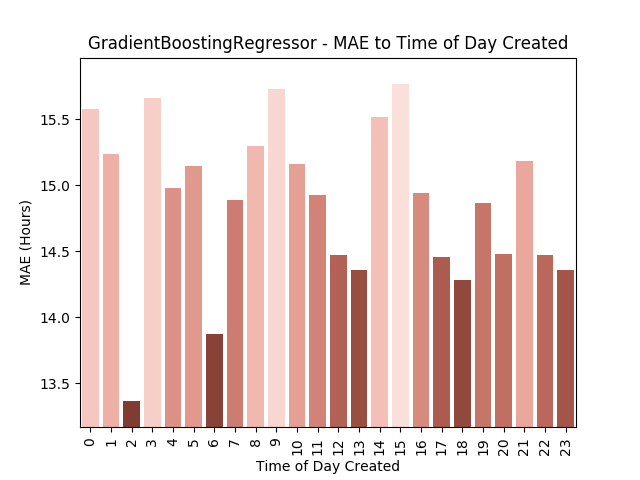 GradientBoostingRegressor - MAE to Time of Day Created
15.5
15.0
14.5
14.0
13.5
MAE (Hours)
0 1 2 3 4 5 6 7 8 9 10 11 12 13 14 15 16 17 18 19 20 21 22 23
Time of Day Created